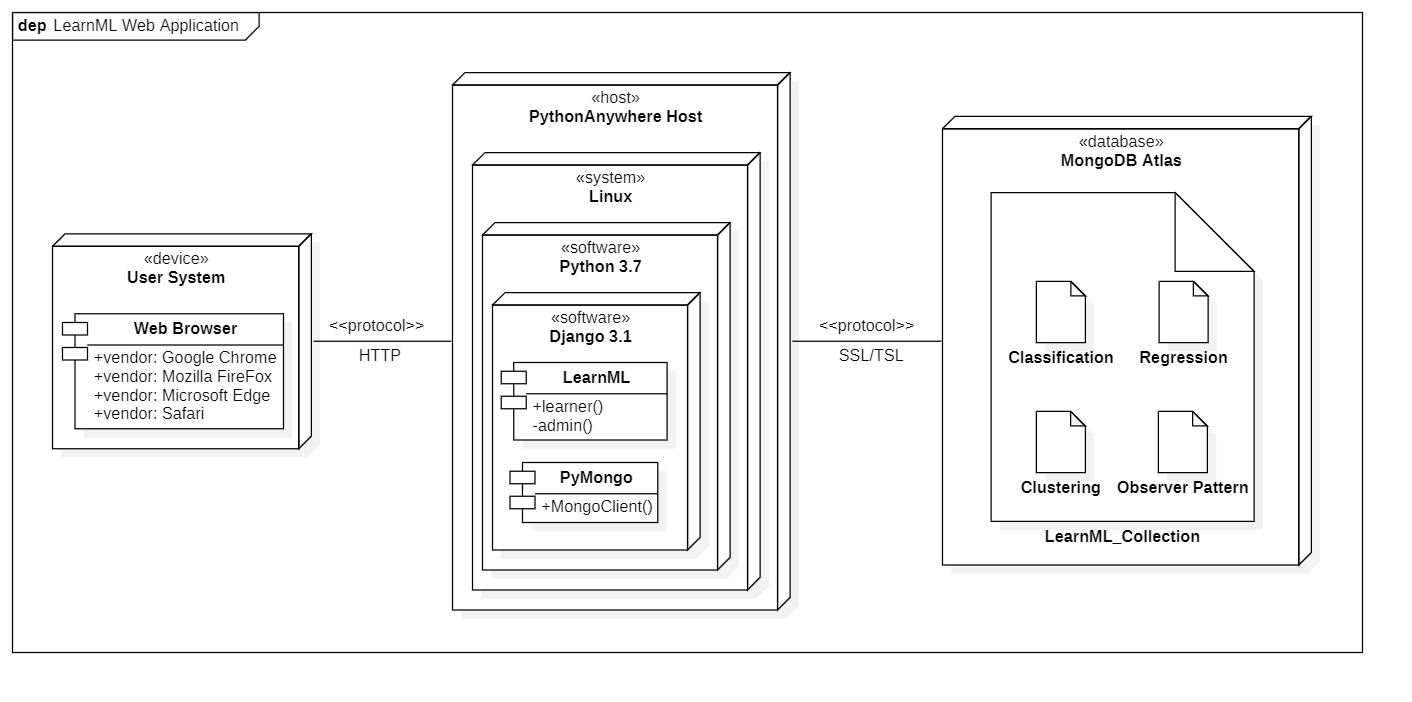 dep LearnML Web Application
«device»
User System
Web Browser
+vendor: Google Chrome
+vendor: Mozilla FireFox
+vendor: Microsoft Edge
+vendor: Safari
<<protocol>>
HTTP
«host»
PythonAnywhere Host
«system»
Linux
«software»
Python 3.7
«software»
Django 3.1
LearnML
+learner()
-admin()
PyMongo
+MongoClient()
<<protocol>>
SSL/TSL
«database»
MongoDB Atlas
Classification
Regression
Clustering
Observer Pattern
LearnML_Collection